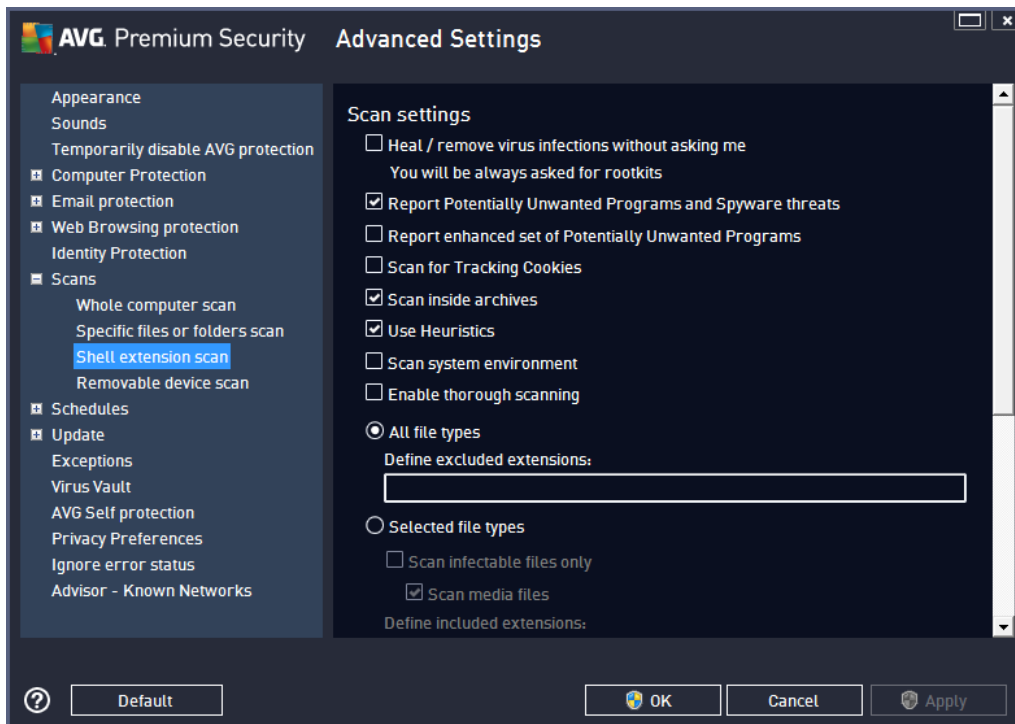 AVG. Premium Security
Advanced Settings
Appearance
Sounds
Temporarily disable AVG protection
Computer Protection
Email protection
Web Browsing protection
Identity Protection
Scans
Whole computer scan
Specific files or folders scan
Shell extension scan
Removable device scan
Schedules
Update
Exceptions
Virus Vault
AVG Self protection
Privacy Preferences
Ignore error status
Advisor - Known Networks
Scan settings
Heal / remove virus infections without asking me
You will be always asked for rootkits
Report Potentially Unwanted Programs and Spyware threats
Report enhanced set of Potentially Unwanted Programs
Scan for Tracking Cookies
Scan inside archives
Use Heuristics
Scan system environment
Enable thorough scanning
All file types
Define excluded extensions:
Selected file types
Scan infectable files only
Scan media files
Define included extensions:
Default
OK
Cancel
Apply